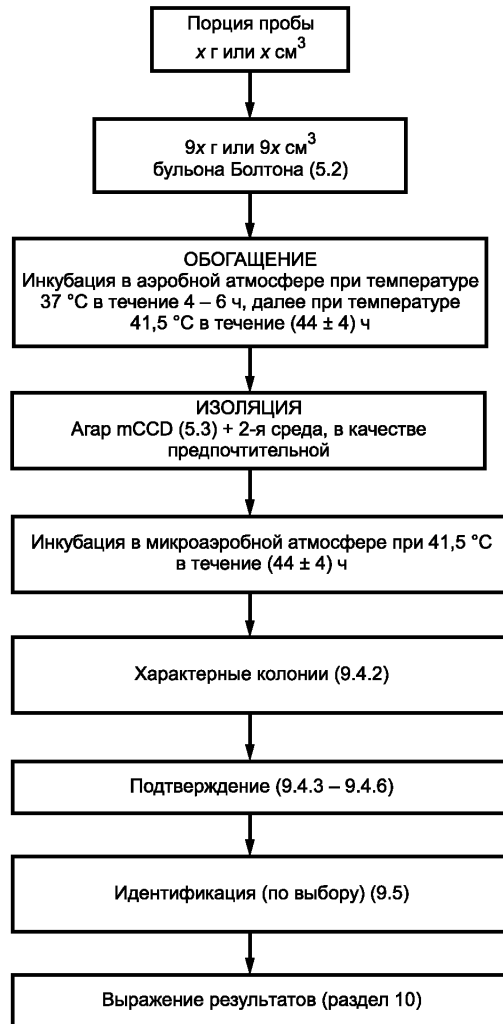 Порция пробы
x г или x см³
9x г или 9x см³
бульона Болтона (5.2)
ОБОГАЩЕНИЕ
Инкубация в аэробной атмосфере при температуре
37 °С в течение 4 – 6 ч, далее при температуре
41,5 °С в течение (44 ± 4) ч
ИЗОЛЯЦИЯ
Агар mCCD (5.3) + 2-я среда, в качестве
предпочтительной
Инкубация в микроаэробной атмосфере при 41,5 °С
в течение (44 ± 4) ч
Характерные колонии (9.4.2)
Подтверждение (9.4.3 – 9.4.6)
Идентификация (по выбору) (9.5)
Выражение результатов (раздел 10)